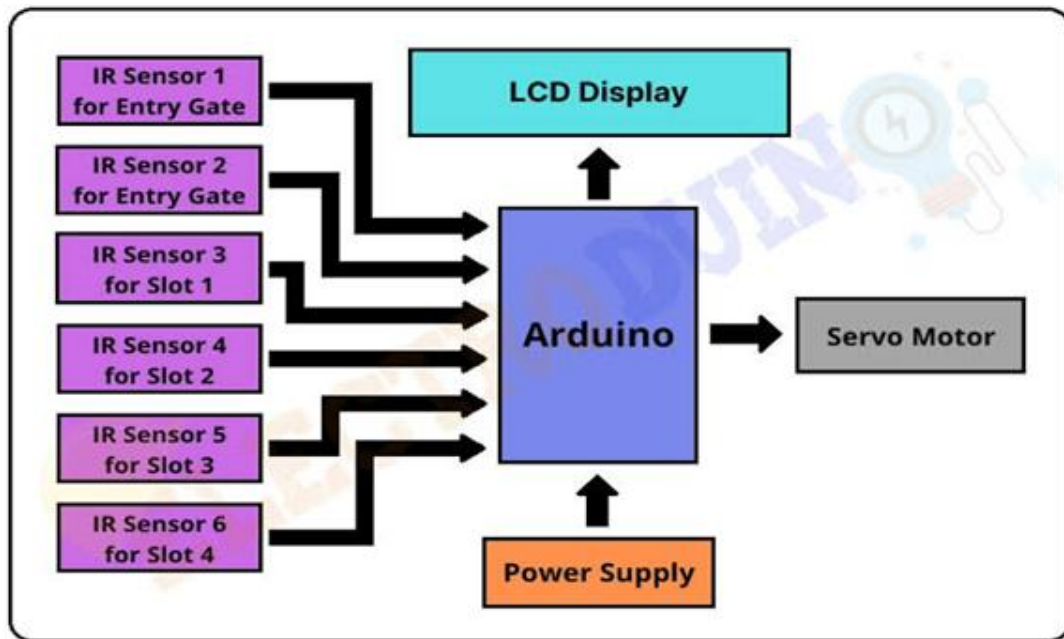 IR Sensor 1
for Entry Gate
IR Sensor 2
for Entry Gate
IR Sensor 3
for Slot 1
IR Sensor 4
for Slot 2
IR Sensor 5
for Slot 3
IR Sensor 6
for Slot 4
LCD Display
Arduino
Servo Motor
Power Supply